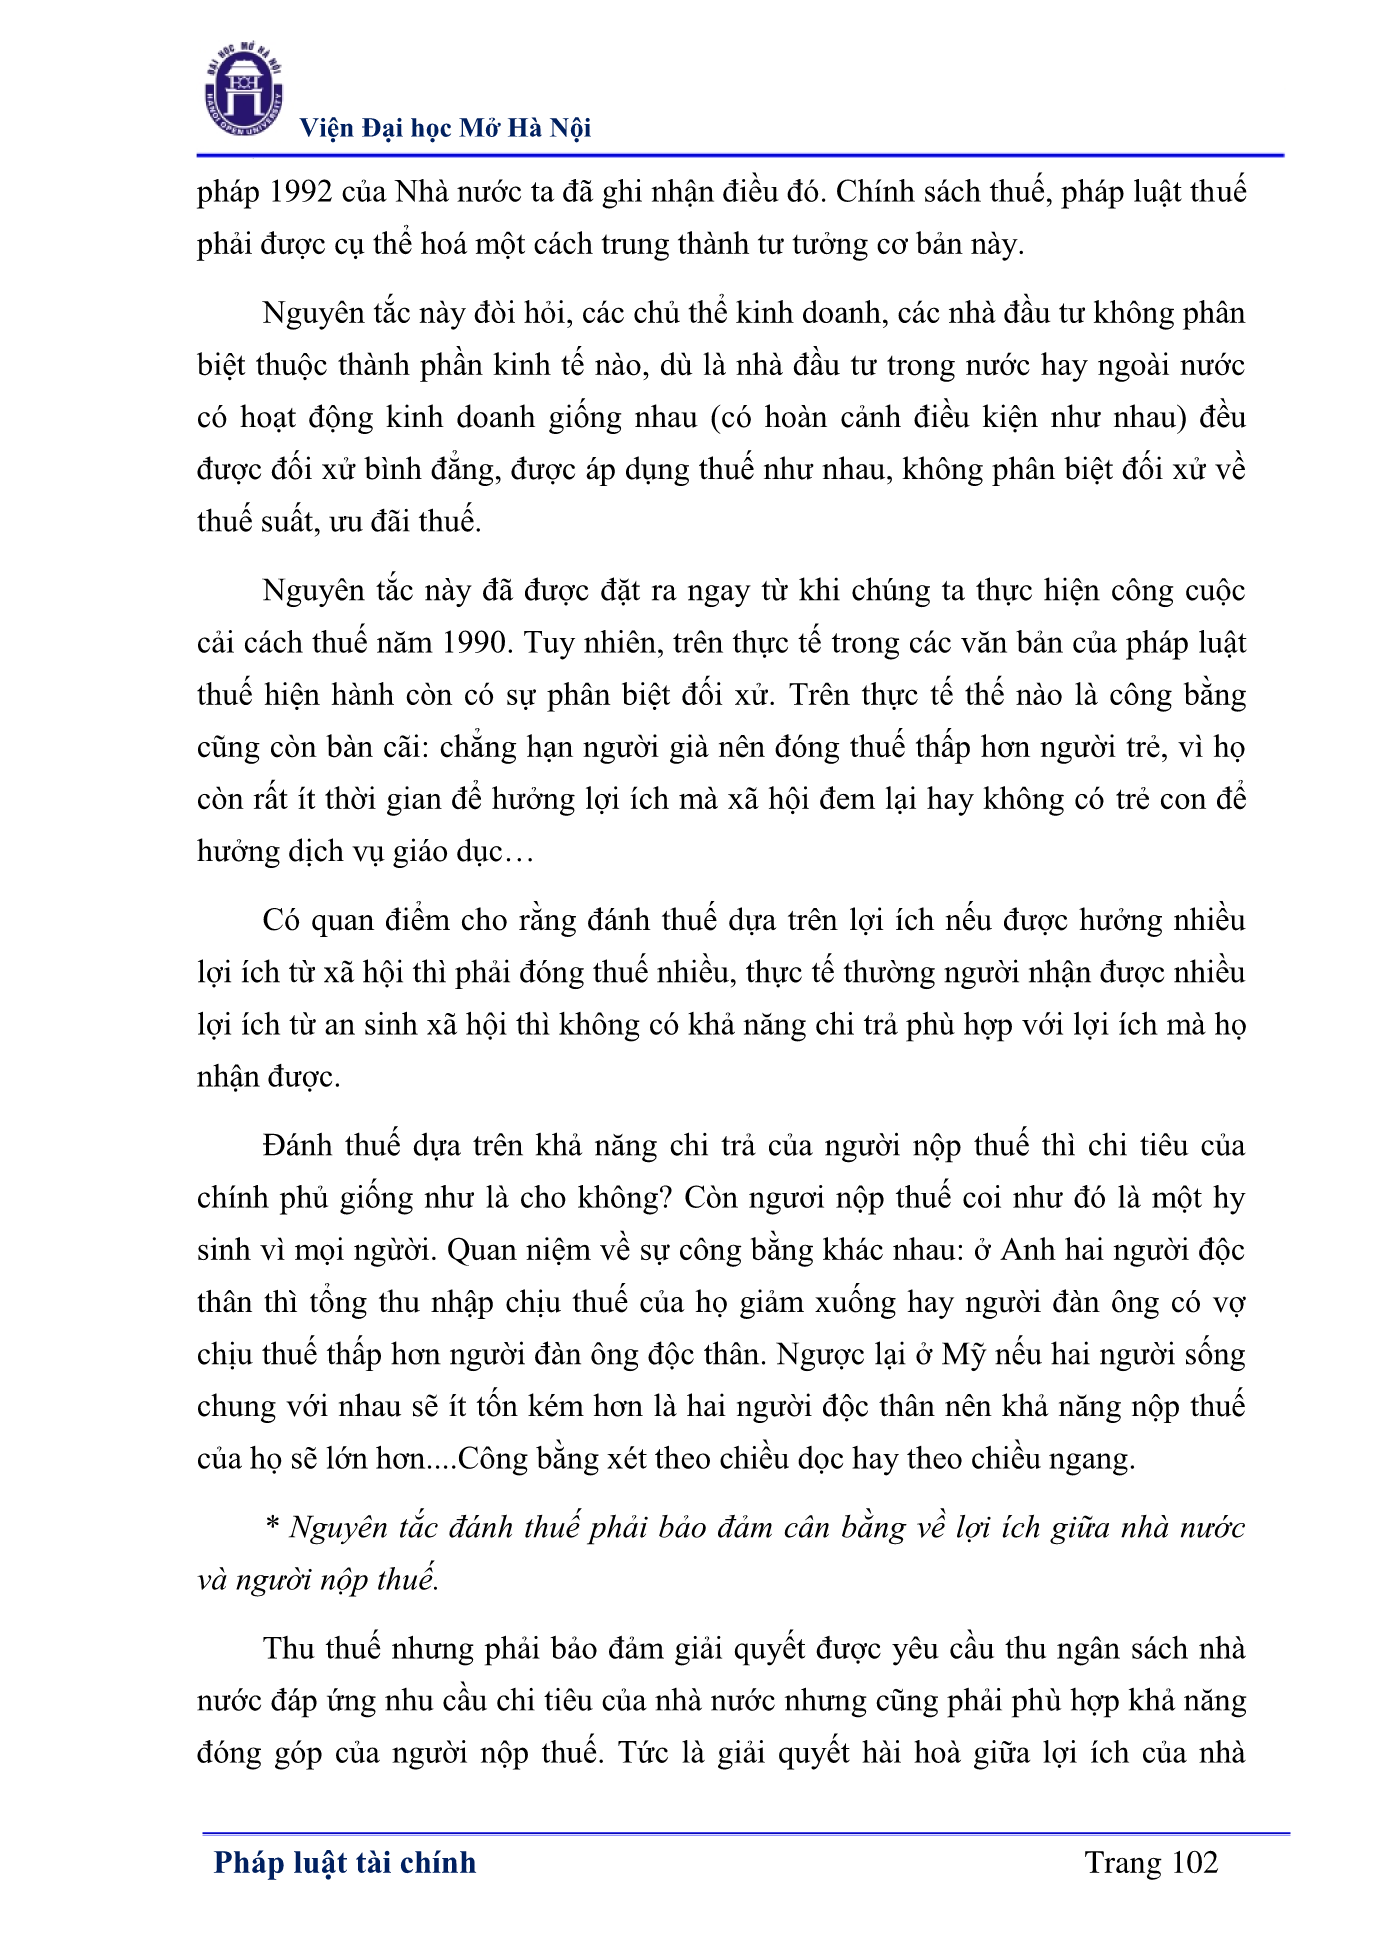 ĐẠI HỌC MỞ HÀ NỘI
HANOI OPEN UNIVERSITY
Viện Đại học Mở Hà Nội
pháp 1992 của Nhà nước ta đã ghi nhận điều đó. Chính sách thuế, pháp luật thuế
phải được cụ thể hoá một cách trung thành tư tưởng cơ bản này.
Nguyên tắc này đòi hỏi, các chủ thể kinh doanh, các nhà đầu tư không phân
biệt thuộc thành phần kinh tế nào, dù là nhà đầu tư trong nước hay ngoài nước
có hoạt động kinh doanh giống nhau (có hoàn cảnh điều kiện như nhau) đều
được đối xử bình đẳng, được áp dụng thuế như nhau, không phân biệt đối xử về
thuế suất, ưu đãi thuế.
Nguyên tắc này đã được đặt ra ngay từ khi chúng ta thực hiện công cuộc
cải cách thuế năm 1990. Tuy nhiên, trên thực tế trong các văn bản của pháp luật
thuế hiện hành còn có sự phân biệt đối xử. Trên thực tế thế nào là công bằng
cũng còn bàn cãi: chẳng hạn người già nên đóng thuế thấp hơn người trẻ, vì họ
còn rất ít thời gian để hưởng lợi ích mà xã hội đem lại hay không có trẻ con để
hưởng dịch vụ giáo dục…
Có quan điểm cho rằng đánh thuế dựa trên lợi ích nếu được hưởng nhiều
lợi ích từ xã hội thì phải đóng thuế nhiều, thực tế thường người nhận được nhiều
lợi ích từ an sinh xã hội thì không có khả năng chi trả phù hợp với lợi ích mà họ
nhận được.
Đánh thuế dựa trên khả năng chi trả của người nộp thuế thì chi tiêu của
chính phủ giống như là cho không? Còn ngươi nộp thuế coi như đó là một hy
sinh vì mọi ngừời. Quan niệm về sự công bằng khác nhau: ở Anh hai người độc
thân thì tổng thu nhập chịu thuế của họ giảm xuống hay người đàn ông có vợ
chịu thuế thấp hơn người đàn ông độc thân. Ngược lại ở Mỹ nếu hai người sống
chung với nhau sẽ ít tốn kém hơn là hai người độc thân nên khả năng nộp thuế
của họ sẽ lớn hơn....Công bằng xét theo chiều dọc hay theo chiều ngang.
* Nguyên tắc đánh thuế phải bảo đảm cân bằng về lợi ích giữa nhà nước
và người nộp thuế.
Thu thuế nhưng phải bảo đảm giải quyết được yêu cầu thu ngân sách nhà
nước đáp ứng nhu cầu chi tiêu của nhà nước nhưng cũng phải phù hợp khả năng
đóng góp của người nộp thuế. Tức là giải quyết hài hoà giữa lợi ích của nhà
Pháp luật tài chính
Trang 102